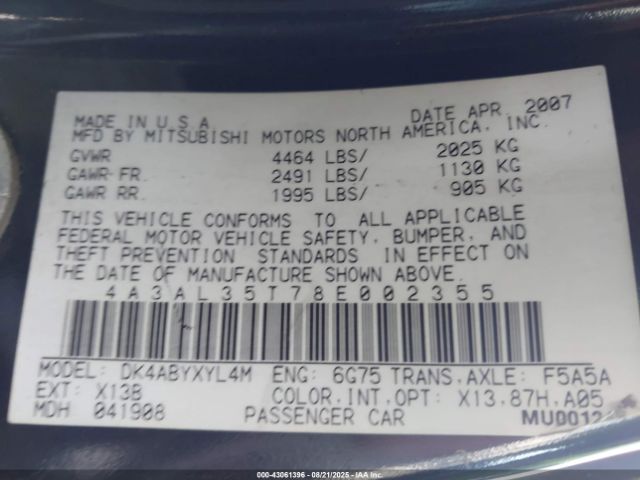 MADE IN U.S.A. DATE APR. 2007
MFD BY MITSUBISHI MOTORS NORTH AMERICA, INC.
GVWR 4464 LBS/ 2025 KG
GAWR FR. 2491 LBS/ 1130 KG
GAWR RR. 1995 LBS/ 905 KG
THIS VEHICLE CONFORMS TO ALL APPLICABLE
FEDERAL MOTOR VEHICLE SAFETY, BUMPER, AND
THEFT PREVENTION STANDARDS IN EFFECT ON
THE DATE OF MANUFACTURE SHOWN ABOVE.
4A3AL35T78E002355
MODEL: DK4ABYXYL4M ENG: 6G75 TRANS.AXLE: F5A5A
EXT: X13B COLOR.INT.OPT: X13.87H.A05
MDH 041908 PASSENGER CAR MU0012
000-43061396 - 08/21/2025 - IAAI.COM